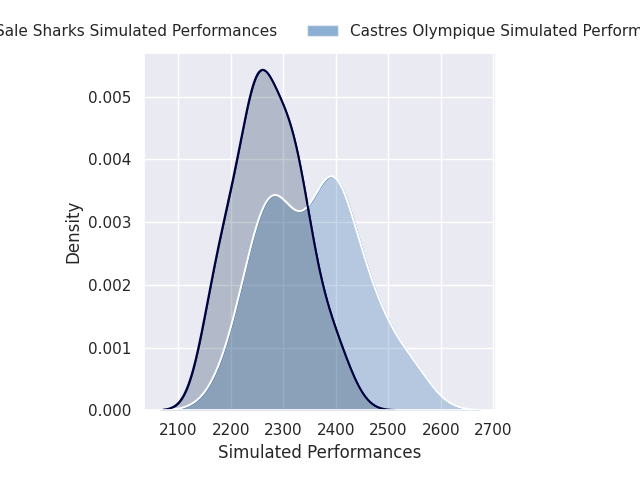 Sale Sharks Simulated Performances
Castres Olympique Simulated Perform
0.005
0.004
0.003
0.002
0.001
0.000
Density
2100 2200 2300 2400 2500 2600 2700
Simulated Performances